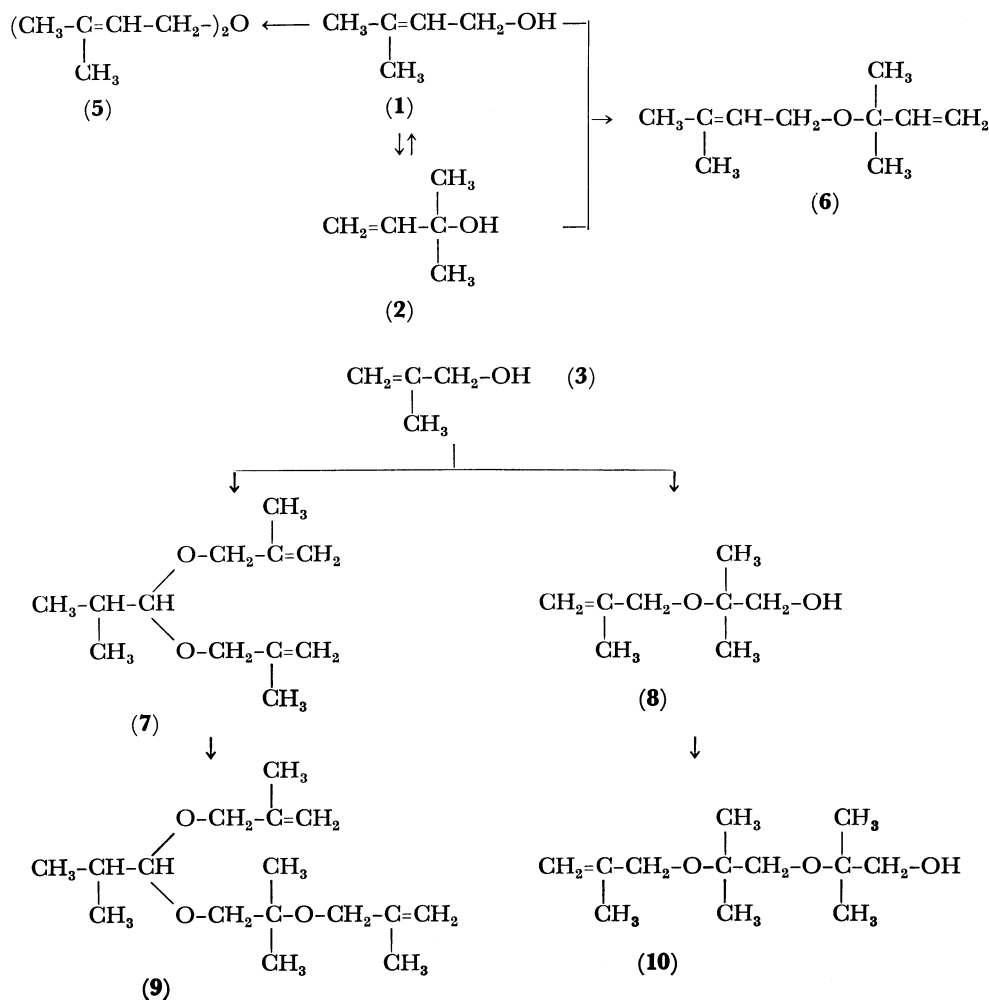 (CH₃-C=CH-CH₂-)₂O ← CH₃-C=CH-CH₂-OH
CH₃ CH₃ CH₃
(5) (1) CH₃-C=CH-CH₂-O-C-CH=CH₂
↓↑ →
CH₃ CH₃ CH₃
CH₂=CH-C-OH (6)
CH₃
(2)
CH₂=C-CH₂-OH (3)
CH₃
↓ ↓
CH₃
O-CH₂-C=CH₂ CH₃
CH₃-CH-CH CH₂=C-CH₂-O-C-CH₂-OH
CH₃ O-CH₂-C=CH₂ CH₃ CH₃
CH₃
(7) (8)
↓ ↓
CH₃
O-CH₂-C=CH₂ CH₃ CH₃
CH₃-CH-CH CH₃ CH₂=C-CH₂-O-C-CH₂-O-C-CH₂-OH
CH₃ O-CH₂-C-O-CH₂-C=CH₂ CH₃ CH₃ CH₃
CH₃ CH₃
(9) (10)